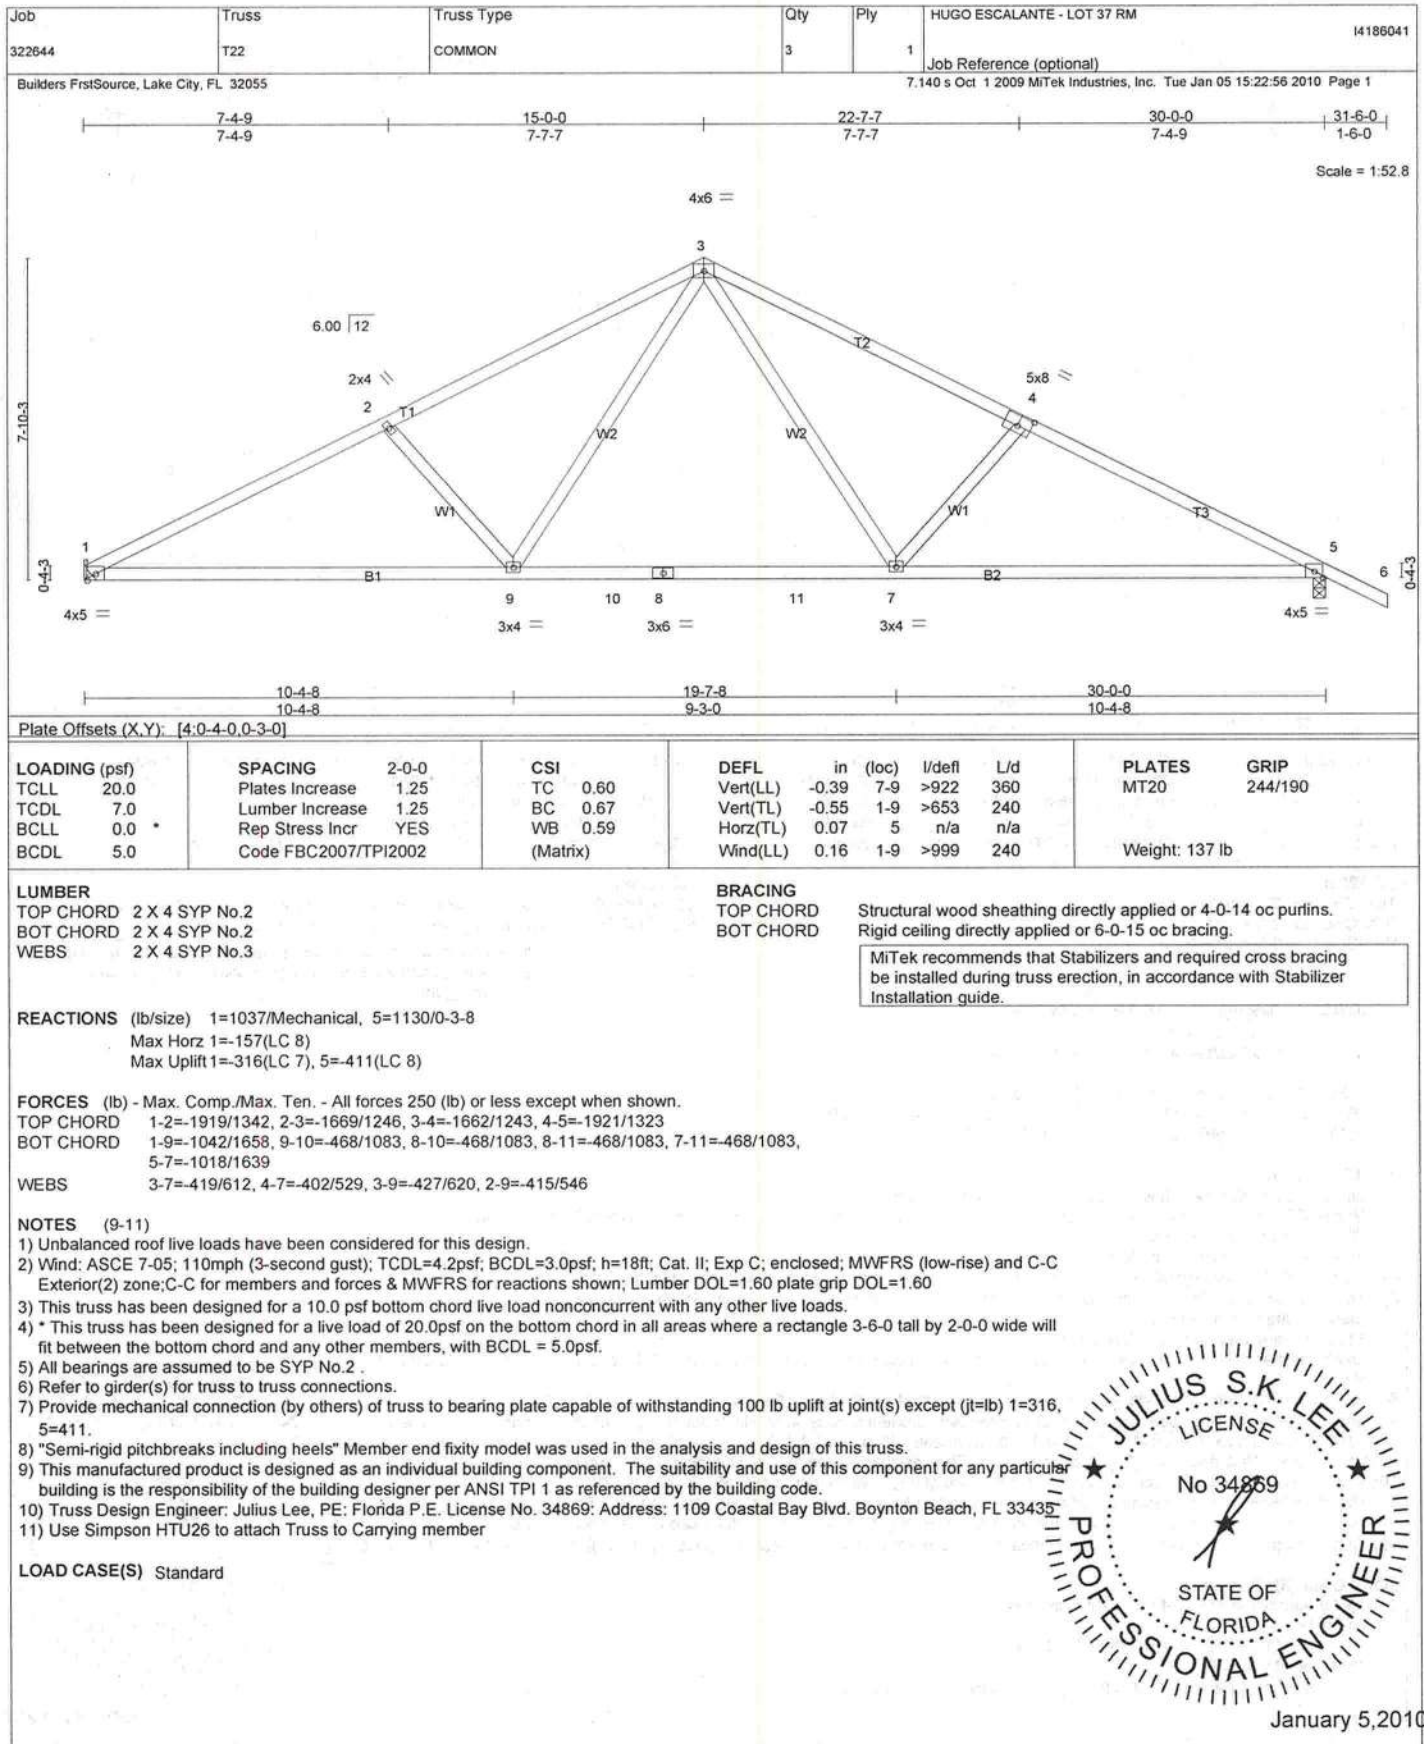 Job Truss Truss Type Qty Ply HUGO ESCALANTE - LOT 37 RM
I4186041
322644 T22 COMMON 3 1
Job Reference (optional)
Builders FrstSource, Lake City, FL 32055 7.140 s Oct 1 2009 MiTek Industries, Inc. Tue Jan 05 15:22:56 2010 Page 1
7-4-9 15-0-0 22-7-7 30-0-0 31-6-0
7-4-9 7-7-7 7-7-7 7-4-9 1-6-0
Scale = 1:52.8
4x6 =
3
6.00 12
T2
2x4 \\
5x8
2 T1
4
7-10-3
W2 W2
W1 W1 T3
1 5
0-4-3 B1 B2 6 0-4-3
9 10 8 11 7
4x5 = 4x5 =
3x4 = 3x6 = 3x4 =
10-4-8 19-7-8 30-0-0
10-4-8 9-3-0 10-4-8
Plate Offsets (X,Y): [4:0-4-0,0-3-0]
LOADING (psf) SPACING 2-0-0 CSI DEFL in (loc) l/defl L/d PLATES GRIP
TCLL 20.0 Plates Increase 1.25 TC 0.60 Vert(LL) -0.39 7-9 >922 360 MT20 244/190
TCDL 7.0 Lumber Increase 1.25 BC 0.67 Vert(TL) -0.55 1-9 >653 240
BCLL 0.0 * Rep Stress Incr YES WB 0.59 Horz(TL) 0.07 5 n/a n/a
BCDL 5.0 Code FBC2007/TPI2002 (Matrix) Wind(LL) 0.16 1-9 >999 240 Weight: 137 lb
LUMBER BRACING
TOP CHORD 2 X 4 SYP No.2 TOP CHORD Structural wood sheathing directly applied or 4-0-14 oc purlins.
BOT CHORD 2 X 4 SYP No.2 BOT CHORD Rigid ceiling directly applied or 6-0-15 oc bracing.
WEBS 2 X 4 SYP No.3
MiTek recommends that Stabilizers and required cross bracing
be installed during truss erection, in accordance with Stabilizer
Installation guide.
REACTIONS (lb/size) 1=1037/Mechanical, 5=1130/0-3-8
Max Horz 1=-157(LC 8)
Max Uplift 1=-316(LC 7), 5=-411(LC 8)
FORCES (lb) - Max. Comp./Max. Ten. - All forces 250 (lb) or less except when shown.
TOP CHORD 1-2=-1919/1342, 2-3=-1669/1246, 3-4=-1662/1243, 4-5=-1921/1323
BOT CHORD 1-9=-1042/1658, 9-10=-468/1083, 8-10=-468/1083, 8-11=-468/1083, 7-11=-468/1083,
5-7=-1018/1639
WEBS 3-7=-419/612, 4-7=-402/529, 3-9=-427/620, 2-9=-415/546
NOTES (9-11)
1) Unbalanced roof live loads have been considered for this design.
2) Wind: ASCE 7-05; 110mph (3-second gust); TCDL=4.2psf; BCDL=3.0psf; h=18ft; Cat. II; Exp C; enclosed; MWFRS (low-rise) and C-C
Exterior(2) zone;C-C for members and forces & MWFRS for reactions shown; Lumber DOL=1.60 plate grip DOL=1.60
3) This truss has been designed for a 10.0 psf bottom chord live load nonconcurrent with any other live loads.
4) * This truss has been designed for a live load of 20.0psf on the bottom chord in all areas where a rectangle 3-6-0 tall by 2-0-0 wide will
fit between the bottom chord and any other members, with BCDL = 5.0psf.
5) All bearings are assumed to be SYP No.2 .
6) Refer to girder(s) for truss to truss connections.
7) Provide mechanical connection (by others) of truss to bearing plate capable of withstanding 100 lb uplift at joint(s) except (jt=lb) 1=316,
5=411.
8) "Semi-rigid pitchbreaks including heels" Member end fixity model was used in the analysis and design of this truss.
9) This manufactured product is designed as an individual building component. The suitability and use of this component for any particular
building is the responsibility of the building designer per ANSI TPI 1 as referenced by the building code.
10) Truss Design Engineer: Julius Lee, PE: Florida P.E. License No. 34869: Address: 1109 Coastal Bay Blvd. Boynton Beach, FL 33435
11) Use Simpson HTU26 to attach Truss to Carrying member
LOAD CASE(S) Standard
JULIUS S.K. LEE
LICENSE
No 34869
STATE OF
FLORIDA
PROFESSIONAL ENGINEER
January 5,2010